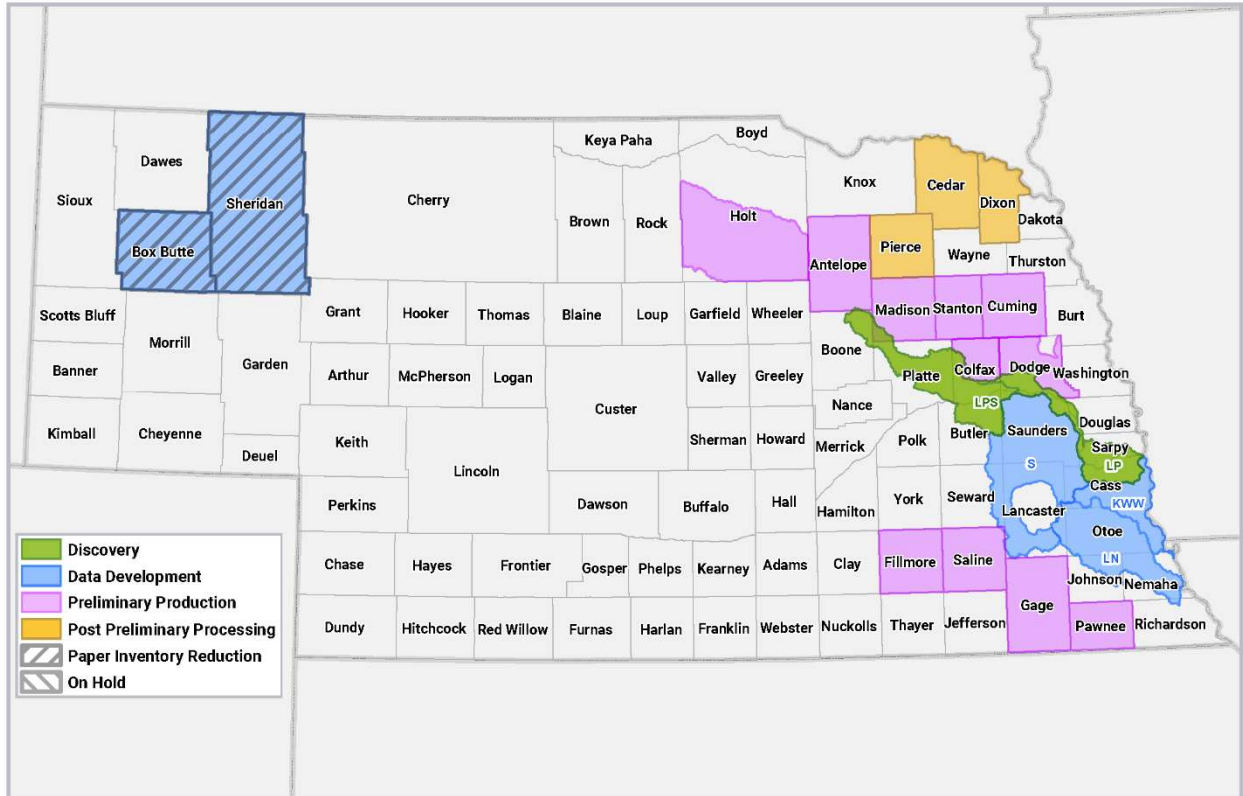 Boyd
Keya Paha
Dawes
Knox
Cedar
Sioux
Cherry
Sheridan
Dixon
Holt
Brown
Rock
Dakota
Box Butte
Pierce
Wayne
Antelope
Thurston
Scotts Bluff
Grant
Hooker
Thomas
Blaine
Loup
Garfield
Wheeler
Madison
Stanton
Cuming
Burt
Morrill
Boone
Garden
Banner
Arthur
McPherson
Logan
Valley
Greeley
Platte
Colfax
Dodge
Washington
LPS
Nance
Custer
Kimball
Cheyenne
Deuel
Keith
Lincoln
Sherman
Howard
Merrick
Polk
Butler
Saunders
Douglas
Sarpy
S
LP
Cass
KWW
Perkins
Dawson
Buffalo
Hall
Hamilton
York
Seward
Lancaster
Otoe
LN
Chase
Hayes
Frontier
Gosper
Phelps
Kearney
Adams
Clay
Fillmore
Saline
Johnson
Nemaha
Gage
Dundy
Hitchcock
Red Willow
Furnas
Harlan
Franklin
Webster
Nuckolls
Thayer
Jefferson
Pawnee
Richardson
Discovery
Data Development
Preliminary Production
Post Preliminary Processing
Paper Inventory Reduction
On Hold